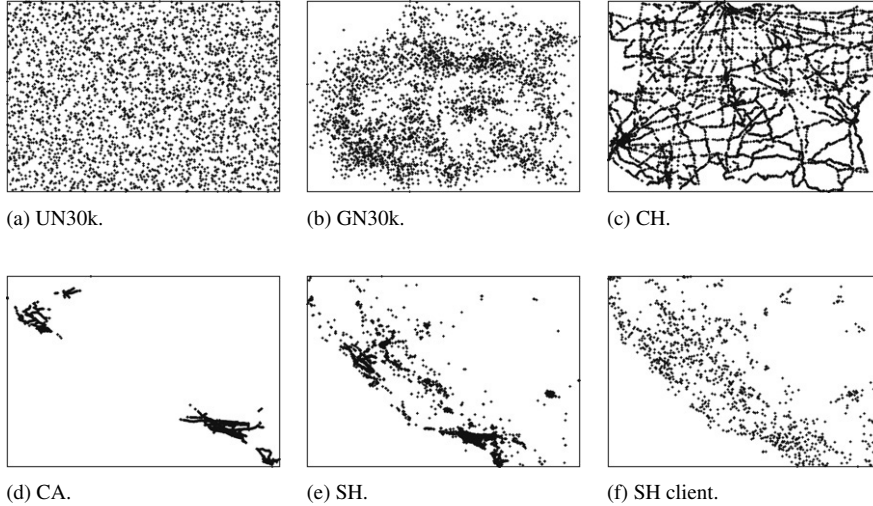 (a) UN30k.
(b) GN30k.
(c) CH.
(d) CA.
(e) SH.
(f) SH client.